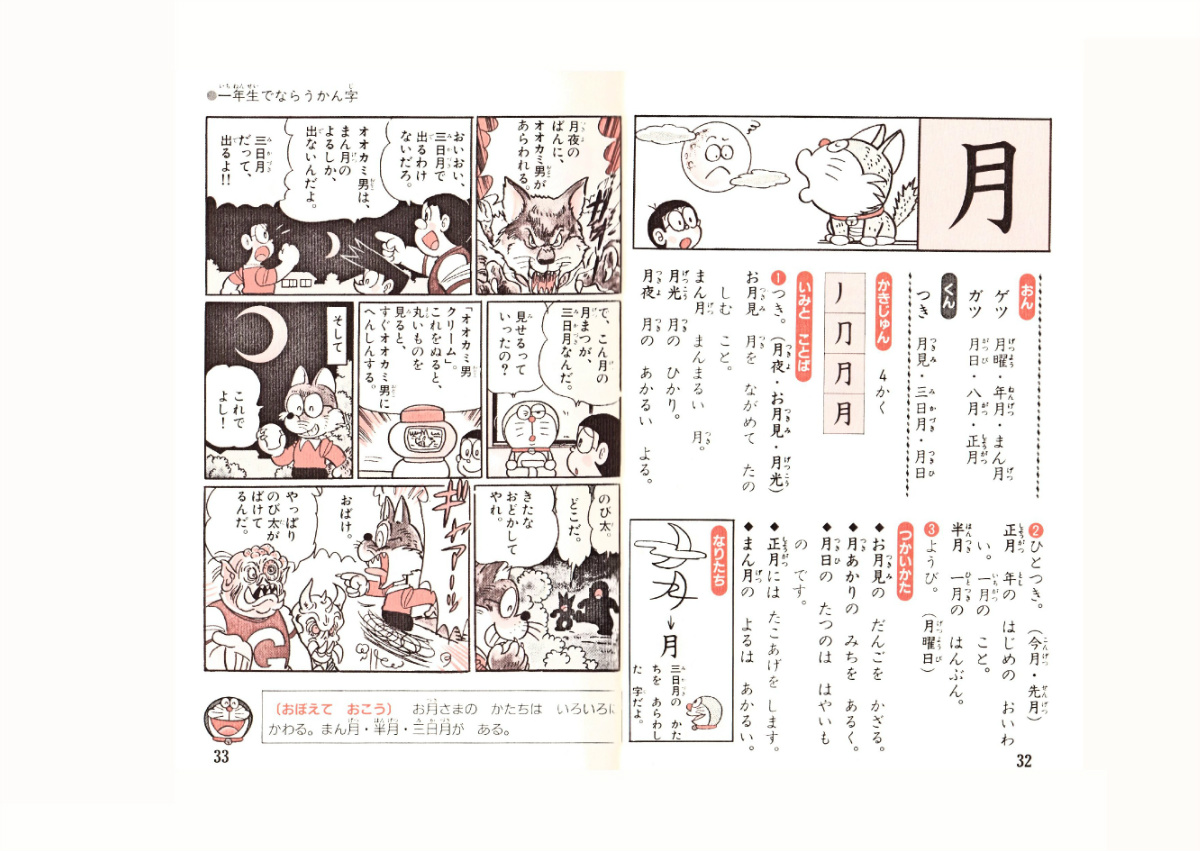 月
おん
ゲツ 月曜・年月・まん月
ガツ 月日・八月・正月
くん
つき 月見・三日月・月日
かきじゅん 4かく
丿 冂 月 月
いみと ことば
❶つき。(月夜・お月見・月光)
お月見 月を ながめて たの
しむ こと。
まん月 まんまるい 月。
月光 月の ひかり。
月夜 月の あかるい よる。
❷ひとつき。(今月・先月)
正月 年の はじめの おいわ
い。一月の こと。
半月 一月の はんぶん。
❸ようび。(月曜日)
つかいかた
◆お月見の だんごを かざる。
◆月あかりの みちを あるく。
◆月日の たつのは はやいも
の です。
◆正月には たこあげを します。
◆まん月の よるは あかるい。
なりたち
月
三日月の かた
ちを あらわし
た 字だよ。
32
●一年生でならうかん字
月夜の
ばんに、
オオカミ男が
あらわれる。
おいおい、
三日月で
出るわけ
ないだろ。
オオカミ男は、
まん月の
よるしか、
出ないんだよ。
三日月
だって、
出るよ!!
で、こん月の
月まつが、
三日月なんだ。
見せるって
いったの?
「オオカミ男
クリーム」。
これをぬると、
丸いものを
見ると、
すぐオオカミ男に
へんしんする。
そして
これで
よし!
のび太。
どこだ。
きたな
おどかして
やれ。
ギャアーッ
おばけ。
やっぱり
のび太が
ばけて
るんだ。
G
(おぼえて おこう) お月さまの かたちは いろいろに
かわる。まん月・半月・三日月が ある。
33